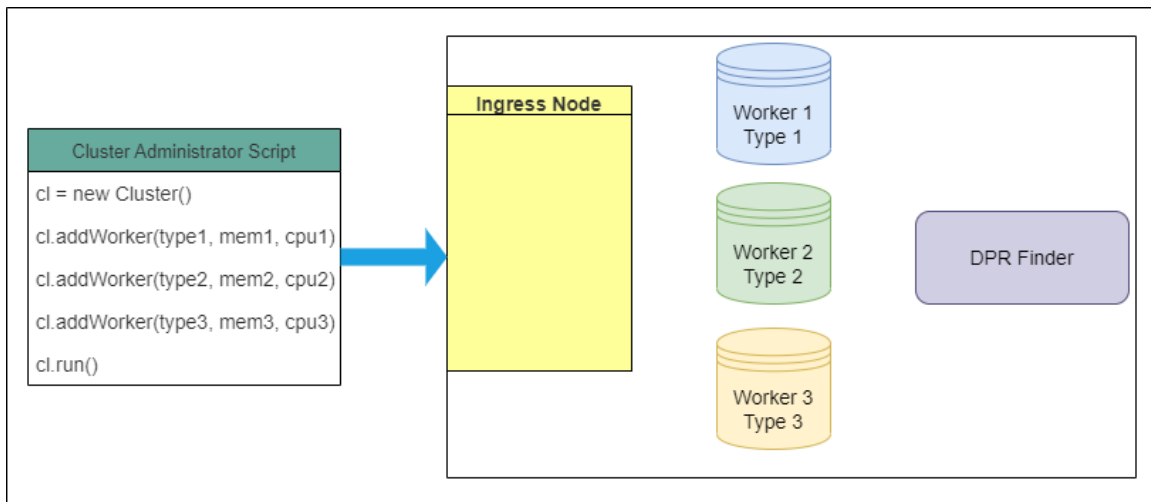 Cluster Administrator Script
cl = new Cluster()
cl.addWorker(type1, mem1, cpu1)
cl.addWorker(type2, mem2, cpu2)
cl.addWorker(type3, mem3, cpu3)
cl.run()
Ingress Node
Worker 1
Type 1
Worker 2
Type 2
Worker 3
Type 3
DPR Finder